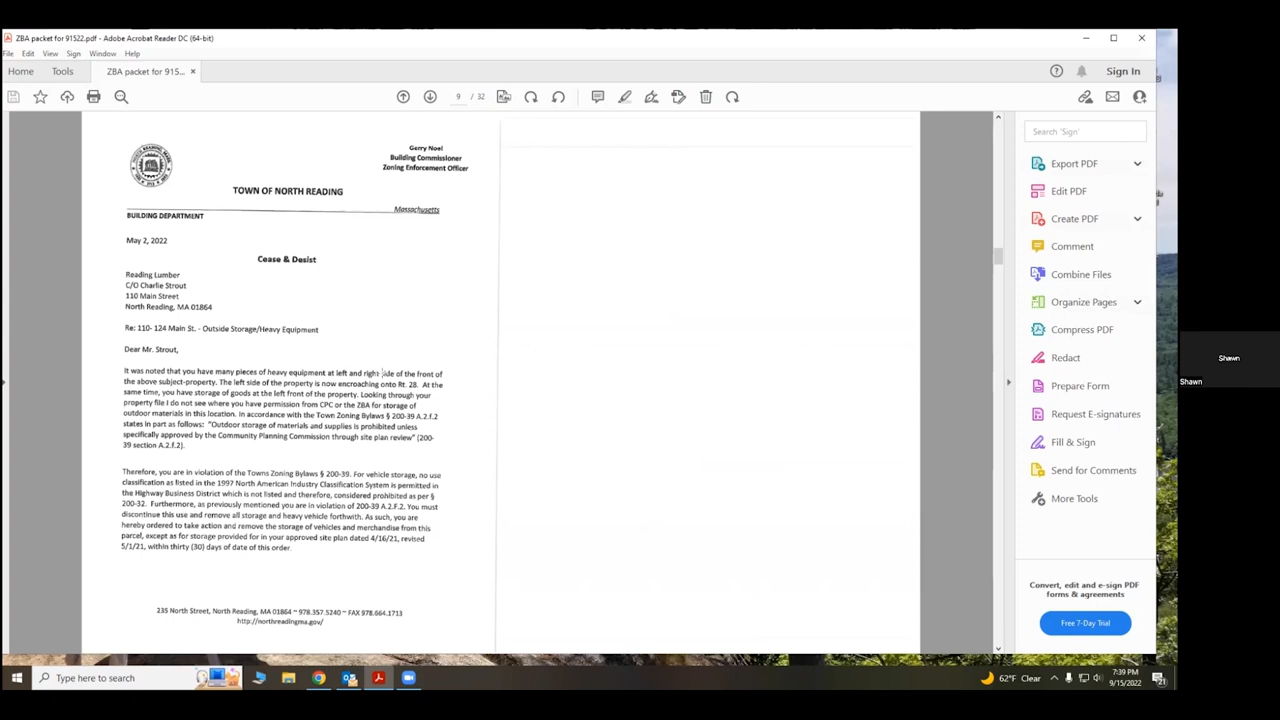 ZBA packet for 91522.pdf - Adobe Acrobat Reader DC (64-bit)
File Edit View Sign Window Help
Home Tools ZBA packet for 915... × Sign In
9 / 32
Gerry Noel
Building Commissioner
Zoning Enforcement Officer
TOWN OF NORTH READING
Massachusetts
BUILDING DEPARTMENT
May 2, 2022
Cease & Desist
Reading Lumber
C/O Charlie Strout
110 Main Street
North Reading, MA 01864
Re: 110- 124 Main St. - Outside Storage/Heavy Equipment
Dear Mr. Strout,
It was noted that you have many pieces of heavy equipment at left and right side of the front of
the above subject-property. The left side of the property is now encroaching onto Rt. 28. At the
same time, you have storage of goods at the left front of the property. Looking through your
property file I do not see where you have permission from CPC or the ZBA for storage of
outdoor materials in this location. In accordance with the Town Zoning Bylaws § 200-39 A.2.f.2
states in part as follows: "Outdoor storage of materials and supplies is prohibited unless
specifically approved by the Community Planning Commission through site plan review" (200-
39 section A.2.f.2).
Therefore, you are in violation of the Towns Zoning Bylaws § 200-39. For vehicle storage, no use
classification as listed in the 1997 North American Industry Classification System is permitted in
the Highway Business District which is not listed and therefore, considered prohibited as per §
200-32. Furthermore, as previously mentioned you are in violation of 200-39 A.2.F.2. You must
discontinue this use and remove all storage and heavy vehicle forthwith. As such, you are
hereby ordered to take action and remove the storage of vehicles and merchandise from this
parcel, except as for storage provided for in your approved site plan dated 4/16/21, revised
5/1/21, within thirty (30) days of date of this order.
235 North Street, North Reading, MA 01864 ~ 978.357.5240 ~ FAX 978.664.1713
http://northreadingma.gov/
Search 'Sign'
Export PDF
Edit PDF
Create PDF
Comment
Combine Files
Organize Pages
Compress PDF
Redact
Prepare Form
Request E-signatures
Fill & Sign
Send for Comments
More Tools
Convert, edit and e-sign PDF
forms & agreements
Free 7-Day Trial
Shawn
Shawn
Type here to search
62°F Clear
7:39 PM
9/15/2022
21